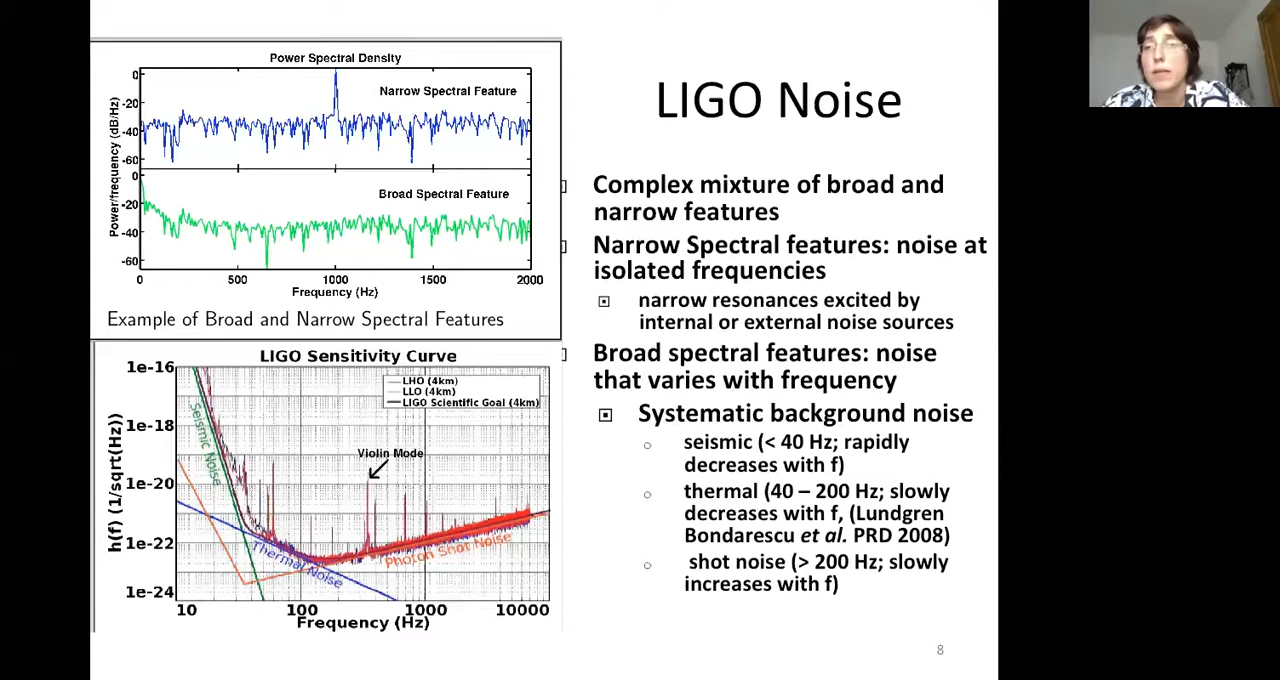 LIGO Noise
Power Spectral Density
Narrow Spectral Feature
Broad Spectral Feature
Power/frequency (dB/Hz)
0
-20
-40
-60
0
-20
-40
-60
0
500
1000
1500
2000
Frequency (Hz)
Example of Broad and Narrow Spectral Features
LIGO Sensitivity Curve
LHO (4km)
LLO (4km)
LIGO Scientific Goal (4km)
Violin Mode
Seismic Noise
Thermal Noise
Photon Shot Noise
h(f) (1/sqrt(Hz))
1e-16
1e-18
1e-20
1e-22
1e-24
10
100
1000
10000
Frequency (Hz)
Complex mixture of broad and
narrow features
Narrow Spectral features: noise at
isolated frequencies
narrow resonances excited by
internal or external noise sources
Broad spectral features: noise
that varies with frequency
Systematic background noise
seismic (< 40 Hz; rapidly
decreases with f)
thermal (40 – 200 Hz; slowly
decreases with f, (Lundgren
Bondarescu et al. PRD 2008)
shot noise (> 200 Hz; slowly
increases with f)
8